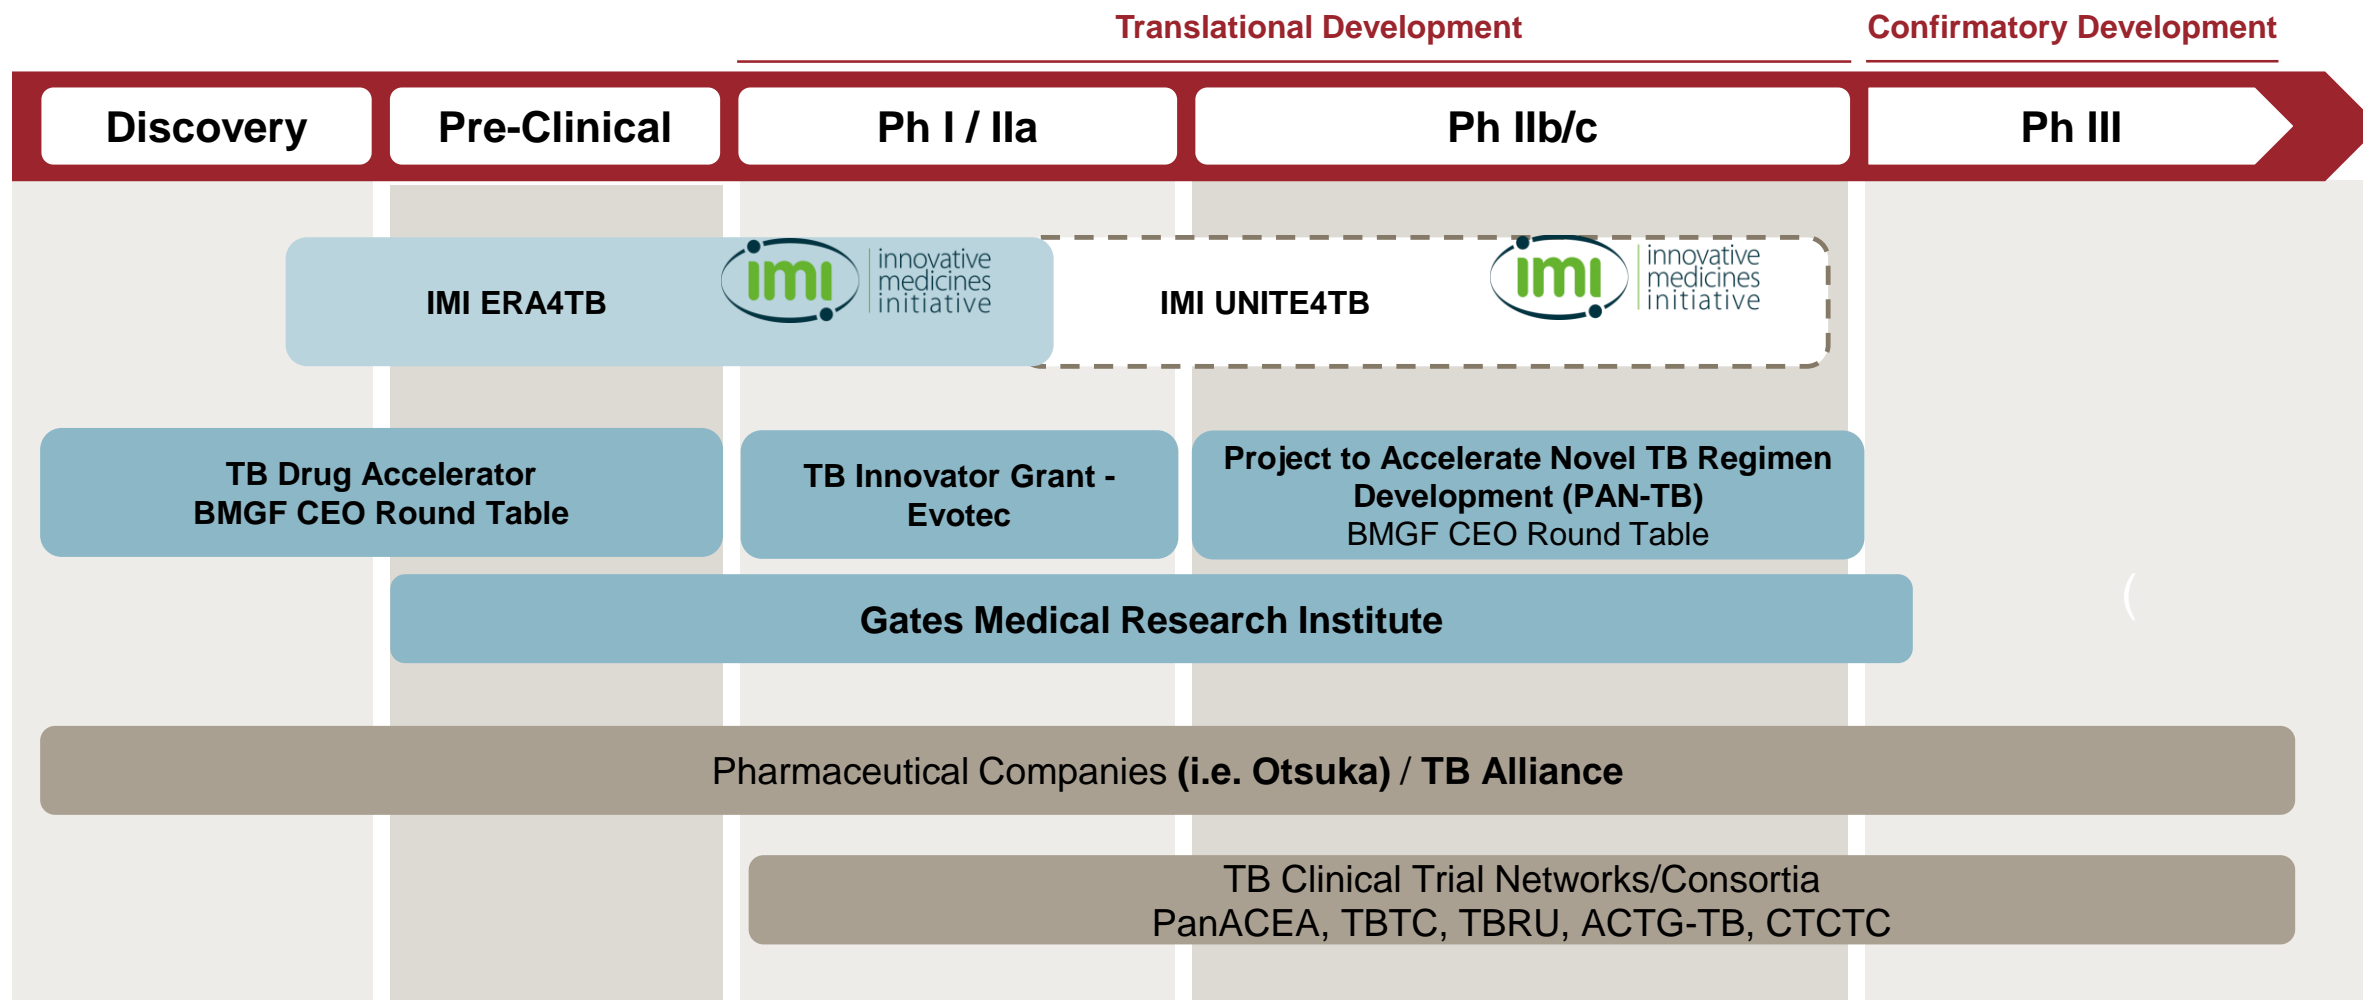 Translational Development
Confirmatory Development
Discovery
Pre-Clinical
Ph I / IIa
Ph IIb/c
Ph III
IMI ERA4TB
imi
innovative
medicines
initiative
IMI UNITE4TB
imi
innovative
medicines
initiative
TB Drug Accelerator
BMGF CEO Round Table
TB Innovator Grant -
Evotec
Project to Accelerate Novel TB Regimen
Development (PAN-TB)
BMGF CEO Round Table
Gates Medical Research Institute
(
Pharmaceutical Companies (i.e. Otsuka) / TB Alliance
TB Clinical Trial Networks/Consortia
PanACEA, TBTC, TBRU, ACTG-TB, CTCTC